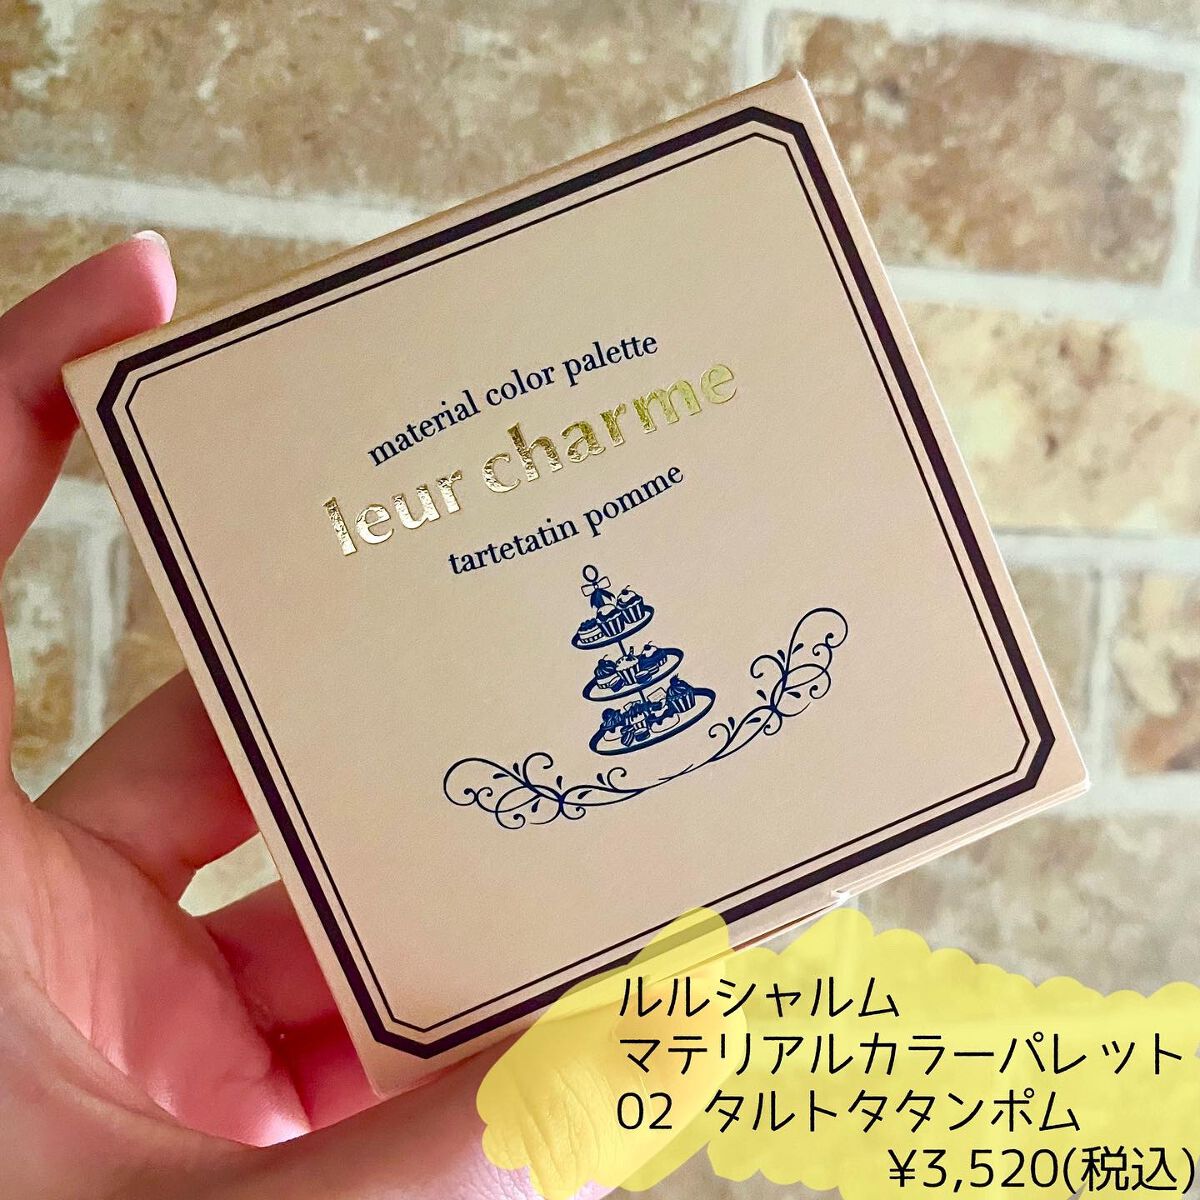 material color palette
leur charme
tartetatin pomme
ルルシャルム
マテリアルカラーパレット
02 タルトタタンポム
¥3,520(税込)